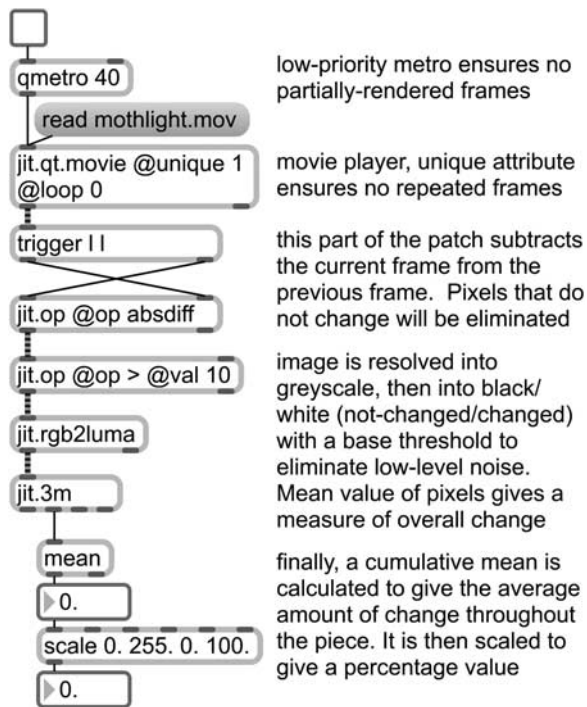 qmetro 40
low-priority metro ensures no
partially-rendered frames
read mothlight.mov
jit.qt.movie @unique 1
@loop 0
movie player, unique attribute
ensures no repeated frames
trigger l l
this part of the patch subtracts
the current frame from the
previous frame. Pixels that do
not change will be eliminated
jit.op @op absdiff
jit.op @op > @val 10
jit.rgb2luma
jit.3m
image is resolved into
greyscale, then into black/
white (not-changed/changed)
with a base threshold to
eliminate low-level noise.
Mean value of pixels gives a
measure of overall change
mean
0.
scale 0. 255. 0. 100.
0.
finally, a cumulative mean is
calculated to give the average
amount of change throughout
the piece. It is then scaled to
give a percentage value